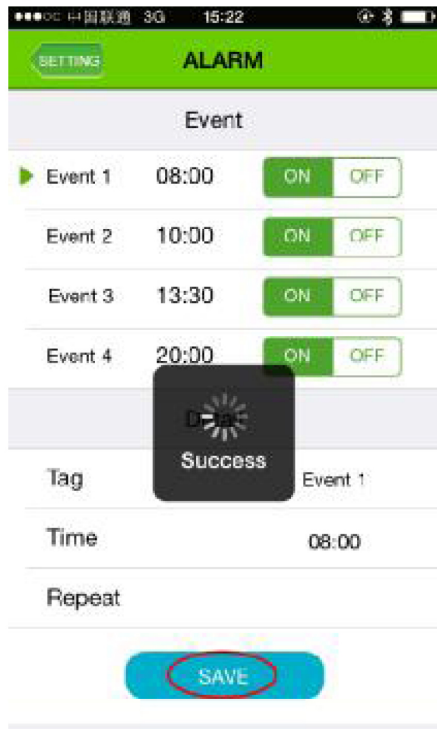 中国联通 3G 15:22
SETTING ALARM
Event
Event 1 08:00 ON OFF
Event 2 10:00 ON OFF
Event 3 13:30 ON OFF
Event 4 20:00 ON OFF
Success
Tag Event 1
Time 08:00
Repeat
SAVE